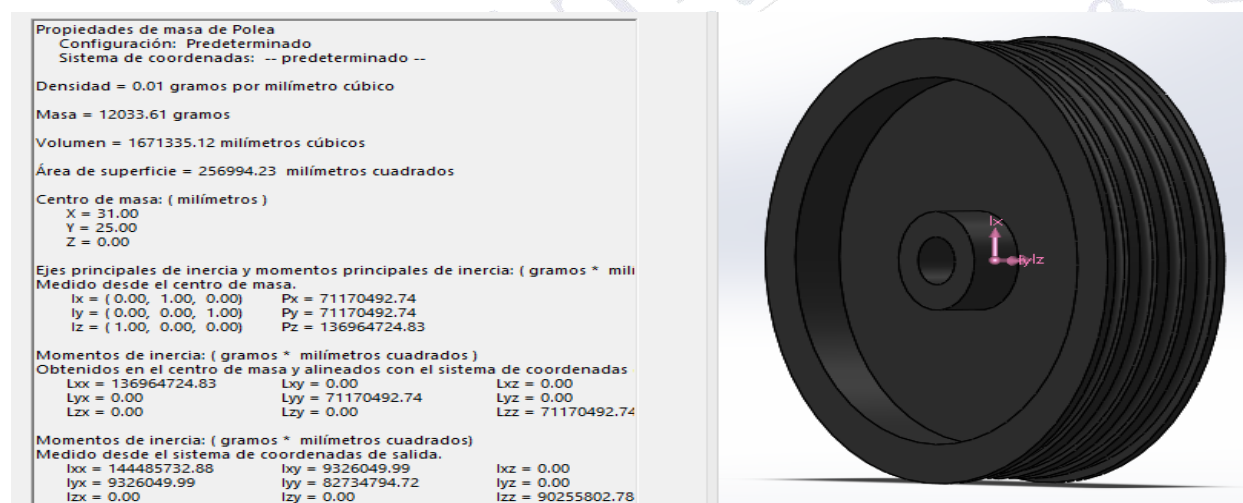 Propiedades de masa de Polea
Configuración: Predeterminado
Sistema de coordenadas: -- predeterminado --
Densidad = 0.01 gramos por milímetro cúbico
Masa = 12033.61 gramos
Volumen = 1671335.12 milímetros cúbicos
Área de superficie = 256994.23 milímetros cuadrados
Centro de masa: ( milímetros )
X = 31.00
Y = 25.00
Z = 0.00
Ejes principales de inercia y momentos principales de inercia: ( gramos * mili
Medido desde el centro de masa.
Ix = ( 0.00, 1.00, 0.00) Px = 71170492.74
Iy = ( 0.00, 0.00, 1.00) Py = 71170492.74
Iz = ( 1.00, 0.00, 0.00) Pz = 136964724.83
Momentos de inercia: ( gramos * milímetros cuadrados )
Obtenidos en el centro de masa y alineados con el sistema de coordenadas
Lxx = 136964724.83 Lxy = 0.00 Lxz = 0.00
Lyx = 0.00 Lyy = 71170492.74 Lyz = 0.00
Lzx = 0.00 Lzy = 0.00 Lzz = 71170492.74
Momentos de inercia: ( gramos * milímetros cuadrados)
Medido desde el sistema de coordenadas de salida.
Ixx = 144485732.88 Ixy = 9326049.99 Ixz = 0.00
Iyx = 9326049.99 Iyy = 82734794.72 Iyz = 0.00
Izx = 0.00 Izy = 0.00 Izz = 90255802.78
Ix
Iy Iz